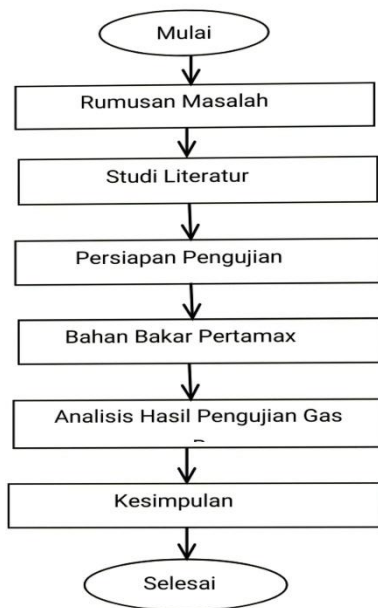 Mulai
Rumusan Masalah
Studi Literatur
Persiapan Pengujian
Bahan Bakar Pertamax
Analisis Hasil Pengujian Gas
Kesimpulan
Selesai